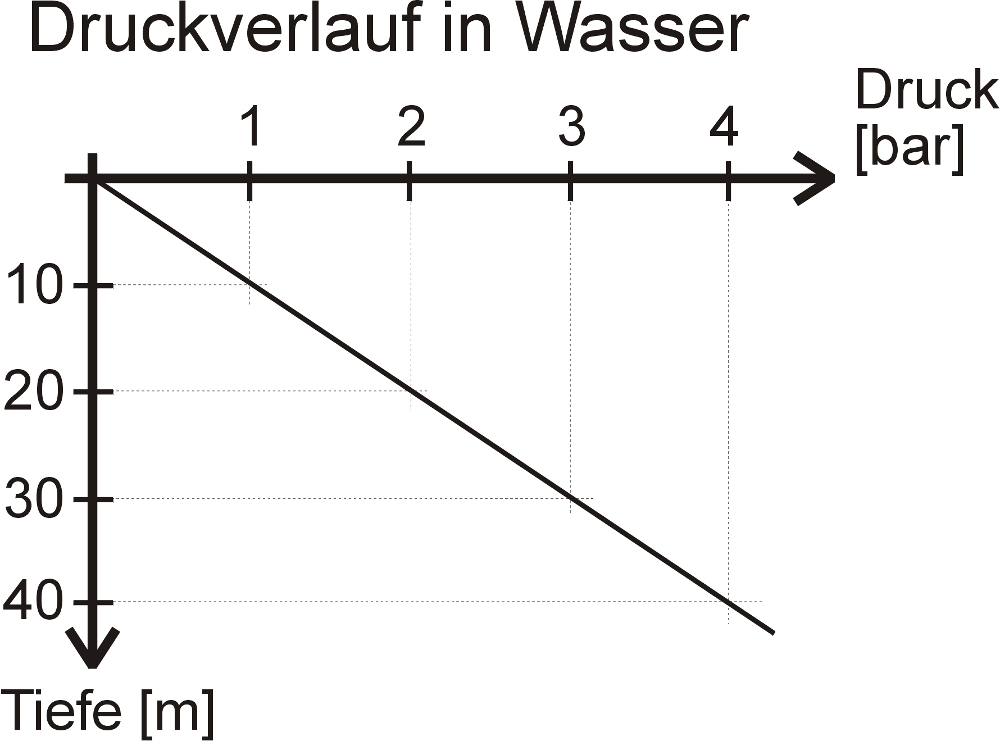 Druckverlauf in Wasser
Druck
[bar]
1 2 3 4
10
20
30
40
Tiefe [m]